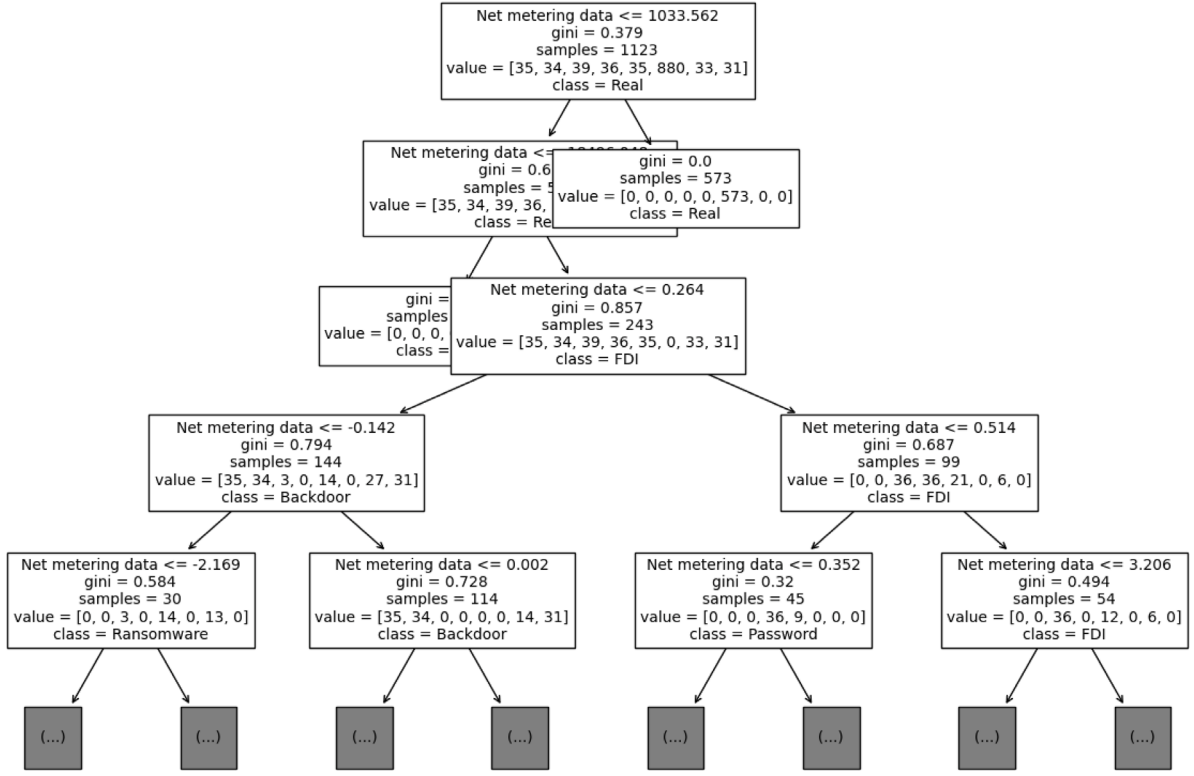 Net metering data <= 1033.562
gini = 0.379
samples = 1123
value = [35, 34, 39, 36, 35, 880, 33, 31]
class = Real
Net metering data <=
gini = 0.6
samples =
value = [35, 34, 39, 36,
class = Re
gini = 0.0
samples = 573
value = [0, 0, 0, 0, 0, 573, 0, 0]
class = Real
gini =
samples
value = [0, 0, 0,
class =
Net metering data <= 0.264
gini = 0.857
samples = 243
value = [35, 34, 39, 36, 35, 0, 33, 31]
class = FDI
Net metering data <= -0.142
gini = 0.794
samples = 144
value = [35, 34, 3, 0, 14, 0, 27, 31]
class = Backdoor
Net metering data <= 0.514
gini = 0.687
samples = 99
value = [0, 0, 36, 36, 21, 0, 6, 0]
class = FDI
Net metering data <= -2.169
gini = 0.584
samples = 30
value = [0, 0, 3, 0, 14, 0, 13, 0]
class = Ransomware
Net metering data <= 0.002
gini = 0.728
samples = 114
value = [35, 34, 0, 0, 0, 0, 14, 31]
class = Backdoor
Net metering data <= 0.352
gini = 0.32
samples = 45
value = [0, 0, 0, 36, 9, 0, 0, 0]
class = Password
Net metering data <= 3.206
gini = 0.494
samples = 54
value = [0, 0, 36, 0, 12, 0, 6, 0]
class = FDI
(...)
(...)
(...)
(...)
(...)
(...)
(...)
(...)